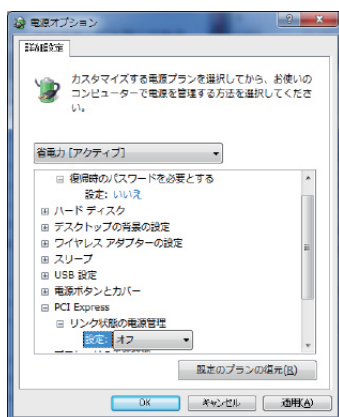 電源オプション
詳細設定
カスタマイズする電源プランを選択してから、お使いの
コンピューターで電源を管理する方法を選択してくださ
い。
省電力 [アクティブ]
復帰時のパスワードを必要とする
設定: いいえ
ハード ディスク
デスクトップの背景の設定
ワイヤレス アダプターの設定
スリープ
USB 設定
電源ボタンとカバー
PCI Express
リンク状態の電源管理
設定: オフ
既定のプランの復元(R)
OK
キャンセル
適用(A)